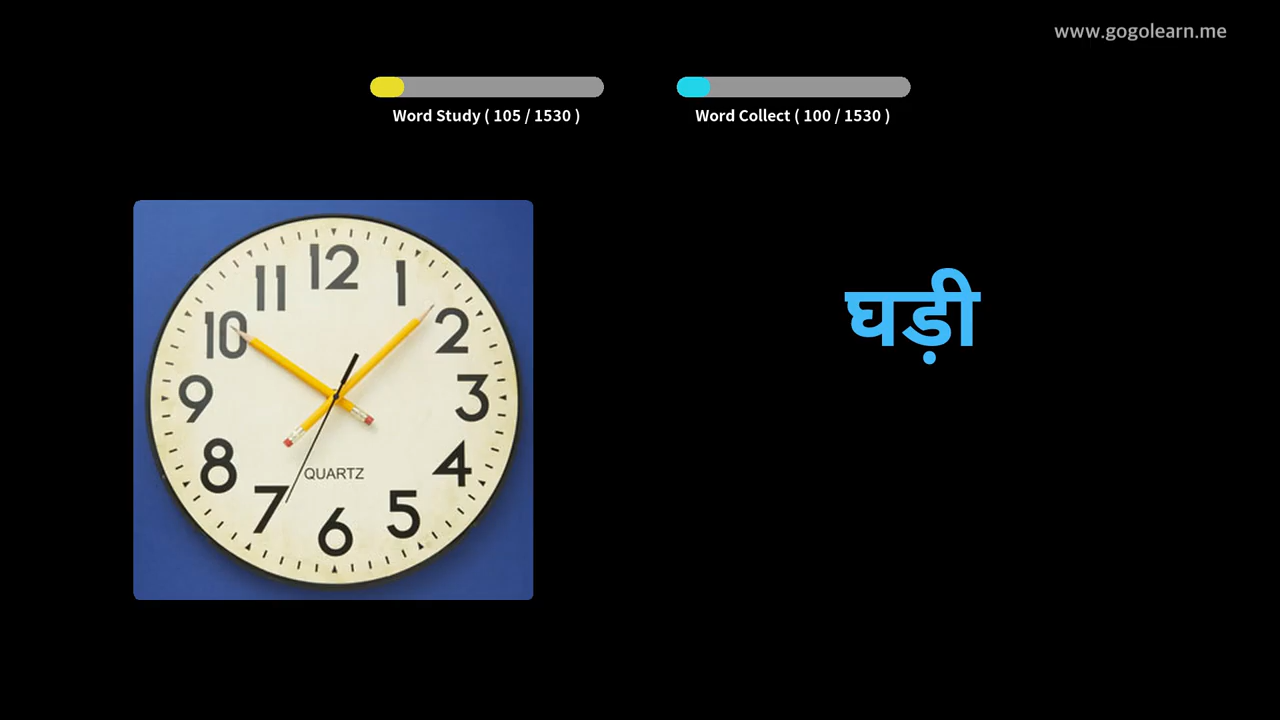 www.gogolearn.me
Word Study ( 105 / 1530 )
Word Collect ( 100 / 1530 )
12
11
1
10
2
9
3
8
4
QUARTZ
7
5
6
घड़ी